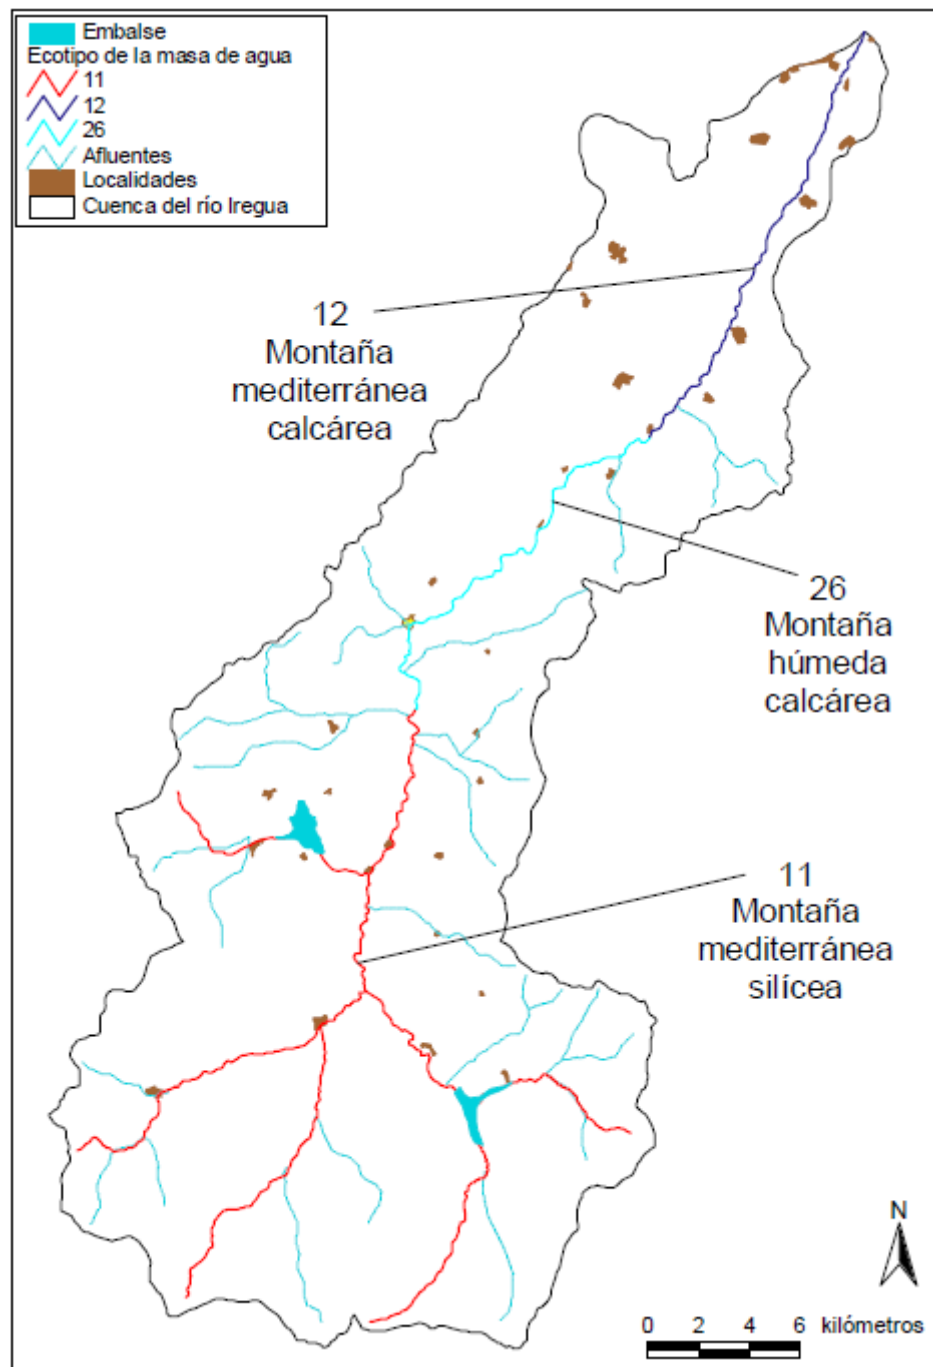 Embalse
Ecotipo de la masa de agua
11
12
26
Afluentes
Localidades
Cuenca del río Iregua
12
Montaña
mediterránea
calcárea
26
Montaña
húmeda
calcárea
11
Montaña
mediterránea
silícea
N
0 2 4 6 kilómetros